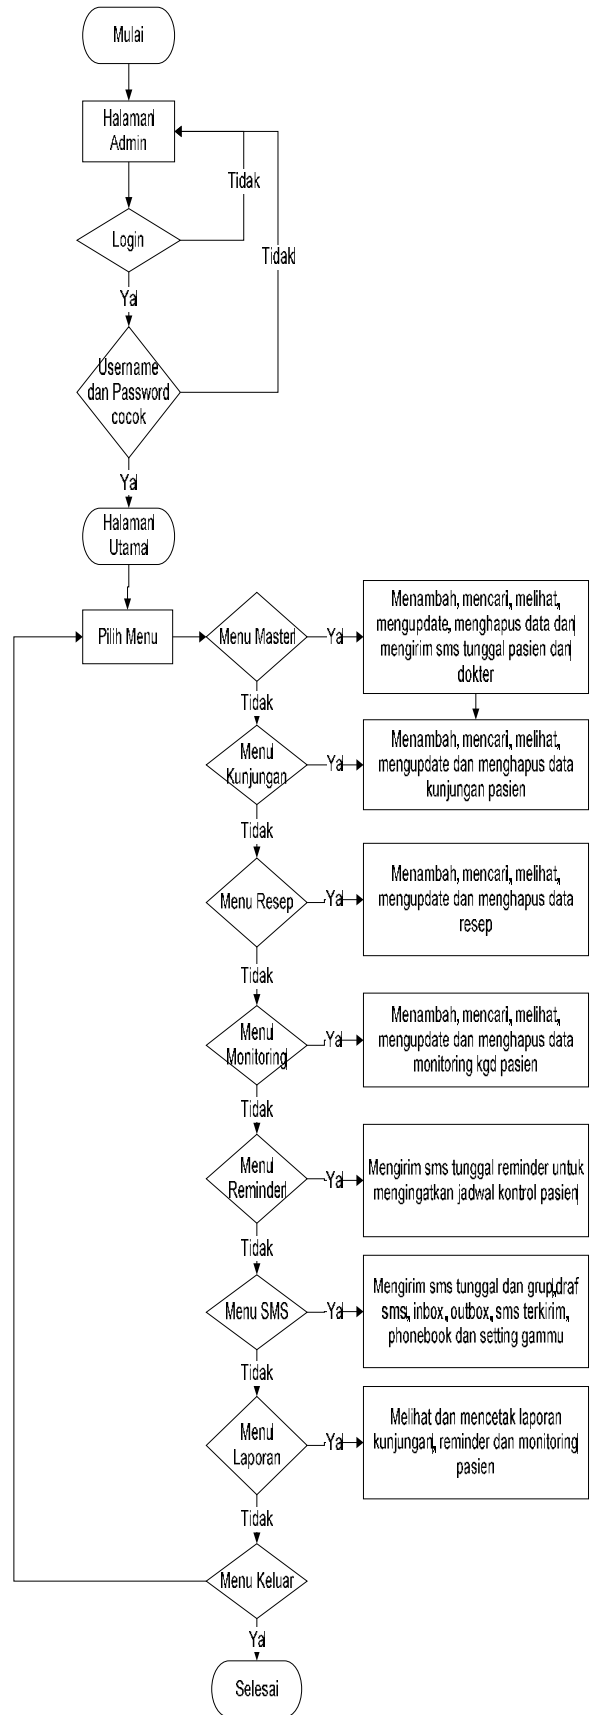 Mulai
Halaman
Admin
Tidak
Login
Tidak
Ya
Username
dan Password
cocok
Ya
Halaman
Utama
Pilih Menu
Menu Master
Ya
Menambah, mencari, melihat,
mengupdate, menghapus data dan
mengirim sms tunggal pasien dan
dokter
Tidak
Menu
Kunjungan
Ya
Menambah, mencari, melihat,
mengupdate dan menghapus data
kunjungan pasien
Tidak
Menu Resep
Ya
Menambah, mencari, melihat,
mengupdate dan menghapus data
resep
Tidak
Menu
Monitoring
Ya
Menambah, mencari, melihat,
mengupdate dan menghapus data
monitoring kgd pasien
Tidak
Menu
Reminder
Ya
Mengirim sms tunggal reminder untuk
mengingatkan jadwal kontrol pasien
Tidak
Menu SMS
Ya
Mengirim sms tunggal dan grup,draf
sms, inbox, outbox, sms terkirim,
phonebook dan setting gammu
Tidak
Menu
Laporan
Ya
Melihat dan mencetak laporan
kunjungan, reminder dan monitoring
pasien
Tidak
Menu Keluar
Ya
Selesai